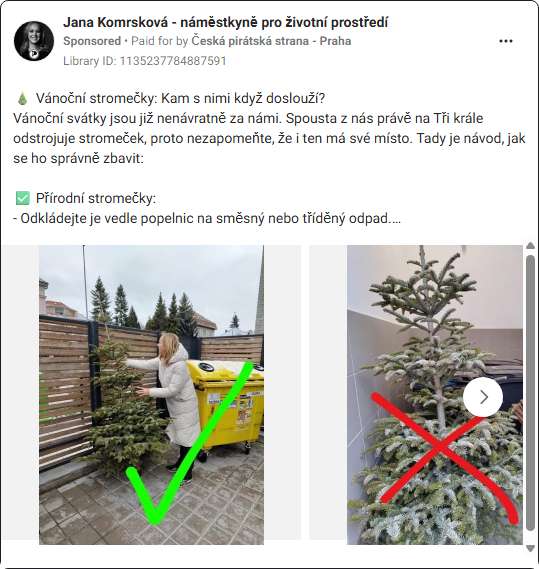 Jana Komrsková - náměstkyně pro životní prostředí
Sponsored • Paid for by Česká pirátská strana - Praha
Library ID: 1135237784887591
Vánoční stromečky: Kam s nimi když doslouží?
Vánoční svátky jsou již nenávratně za námi. Spousta z nás právě na Tři krále
odstrojuje stromeček, proto nezapomeňte, že i ten má své místo. Tady je návod, jak
se ho správně zbavit:
✅ Přírodní stromečky:
- Odkládejte je vedle popelnic na směsný nebo tříděný odpad....